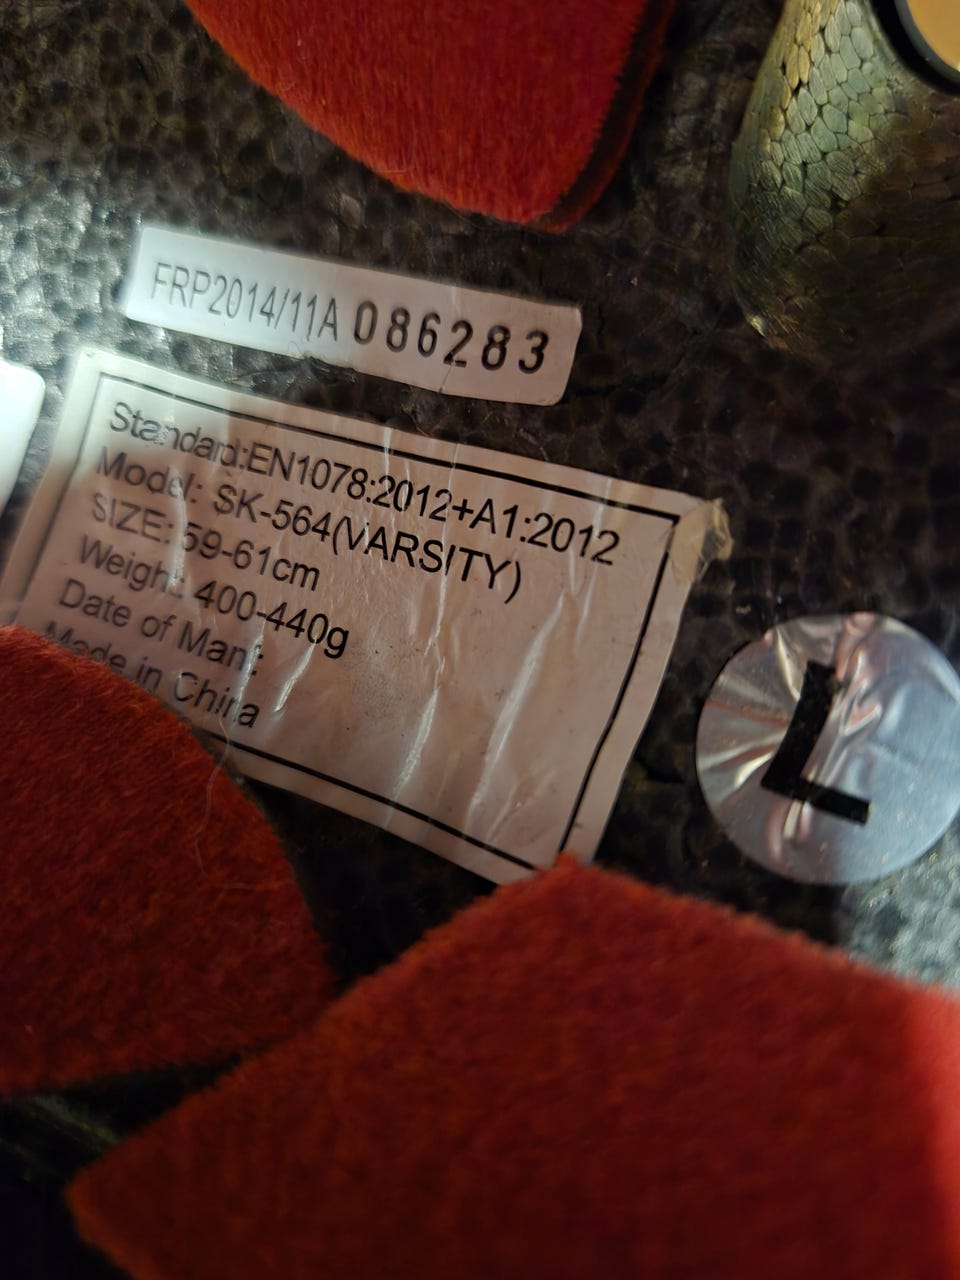 FRP2014/11A 086283
Standard:EN1078:2012+A1:2012
Model: SK-564(VARSITY)
SIZE: 59-61cm
Weight: 400-440g
Date of Manf:
Made in China
L